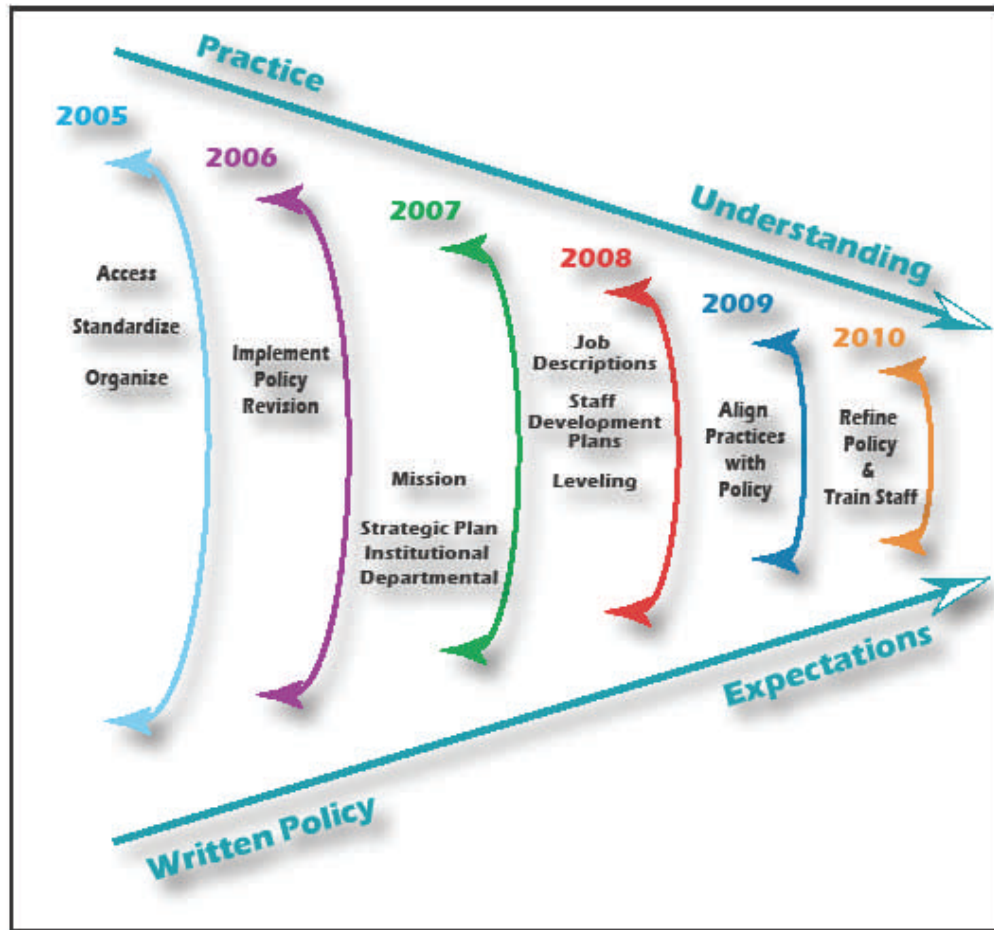 Practice
Understanding
2005
Access
Standardize
Organize
2006
Implement
Policy
Revision
2007
Mission
Strategic Plan
Institutional
Departmental
2008
Job
Descriptions
Staff
Development
Plans
Leveling
2009
Align
Practices
with
Policy
2010
Refine
Policy
&
Train Staff
Written Policy
Expectations